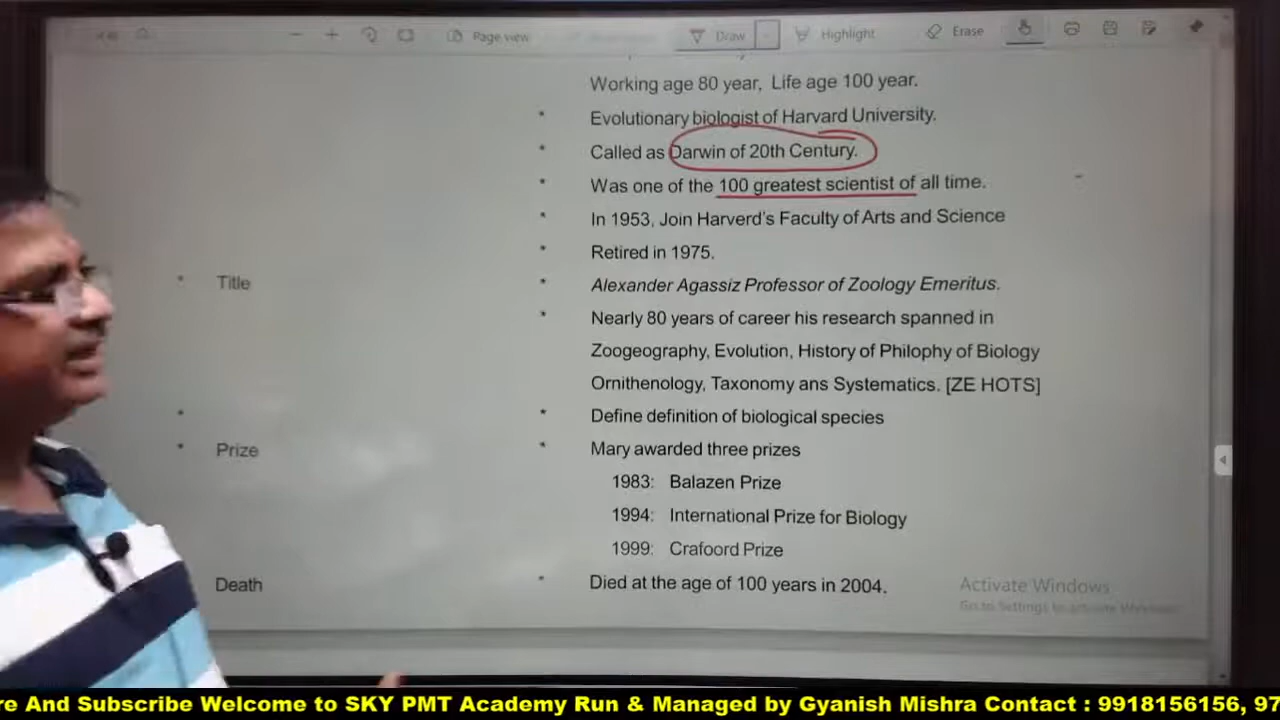 Page view
Draw
Highlight
Erase
Working age 80 year, Life age 100 year.
• Evolutionary biologist of Harvard University.
• Called as Darwin of 20th Century.
• Was one of the 100 greatest scientist of all time.
• In 1953, Join Harverd's Faculty of Arts and Science
• Retired in 1975.
• Title • Alexander Agassiz Professor of Zoology Emeritus.
• Nearly 80 years of career his research spanned in
Zoogeography, Evolution, History of Philophy of Biology
Ornithenology, Taxonomy ans Systematics. [ZE HOTS]
• • Define definition of biological species
• Prize • Mary awarded three prizes
1983: Balazen Prize
1994: International Prize for Biology
1999: Crafoord Prize
Death • Died at the age of 100 years in 2004.
Activate Windows
Go to Settings to activate Windows.
re And Subscribe Welcome to SKY PMT Academy Run & Managed by Gyanish Mishra Contact : 9918156156, 97